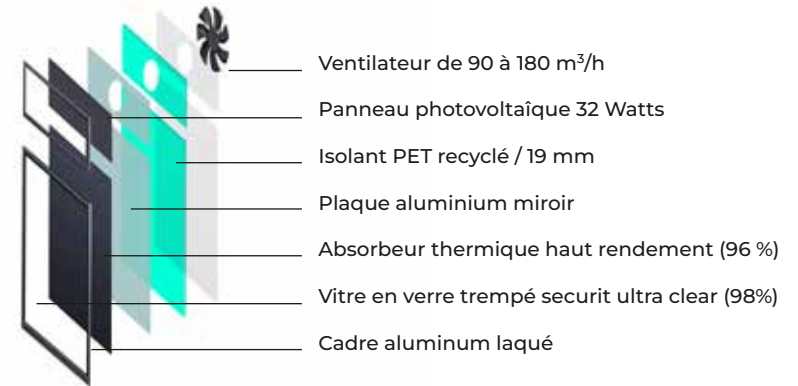 Ventilateur de 90 à 180 m³/h
Panneau photovoltaîque 32 Watts
Isolant PET recyclé / 19 mm
Plaque aluminium miroir
Absorbeur thermique haut rendement (96 %)
Vitre en verre trempé securit ultra clear (98%)
Cadre aluminum laqué